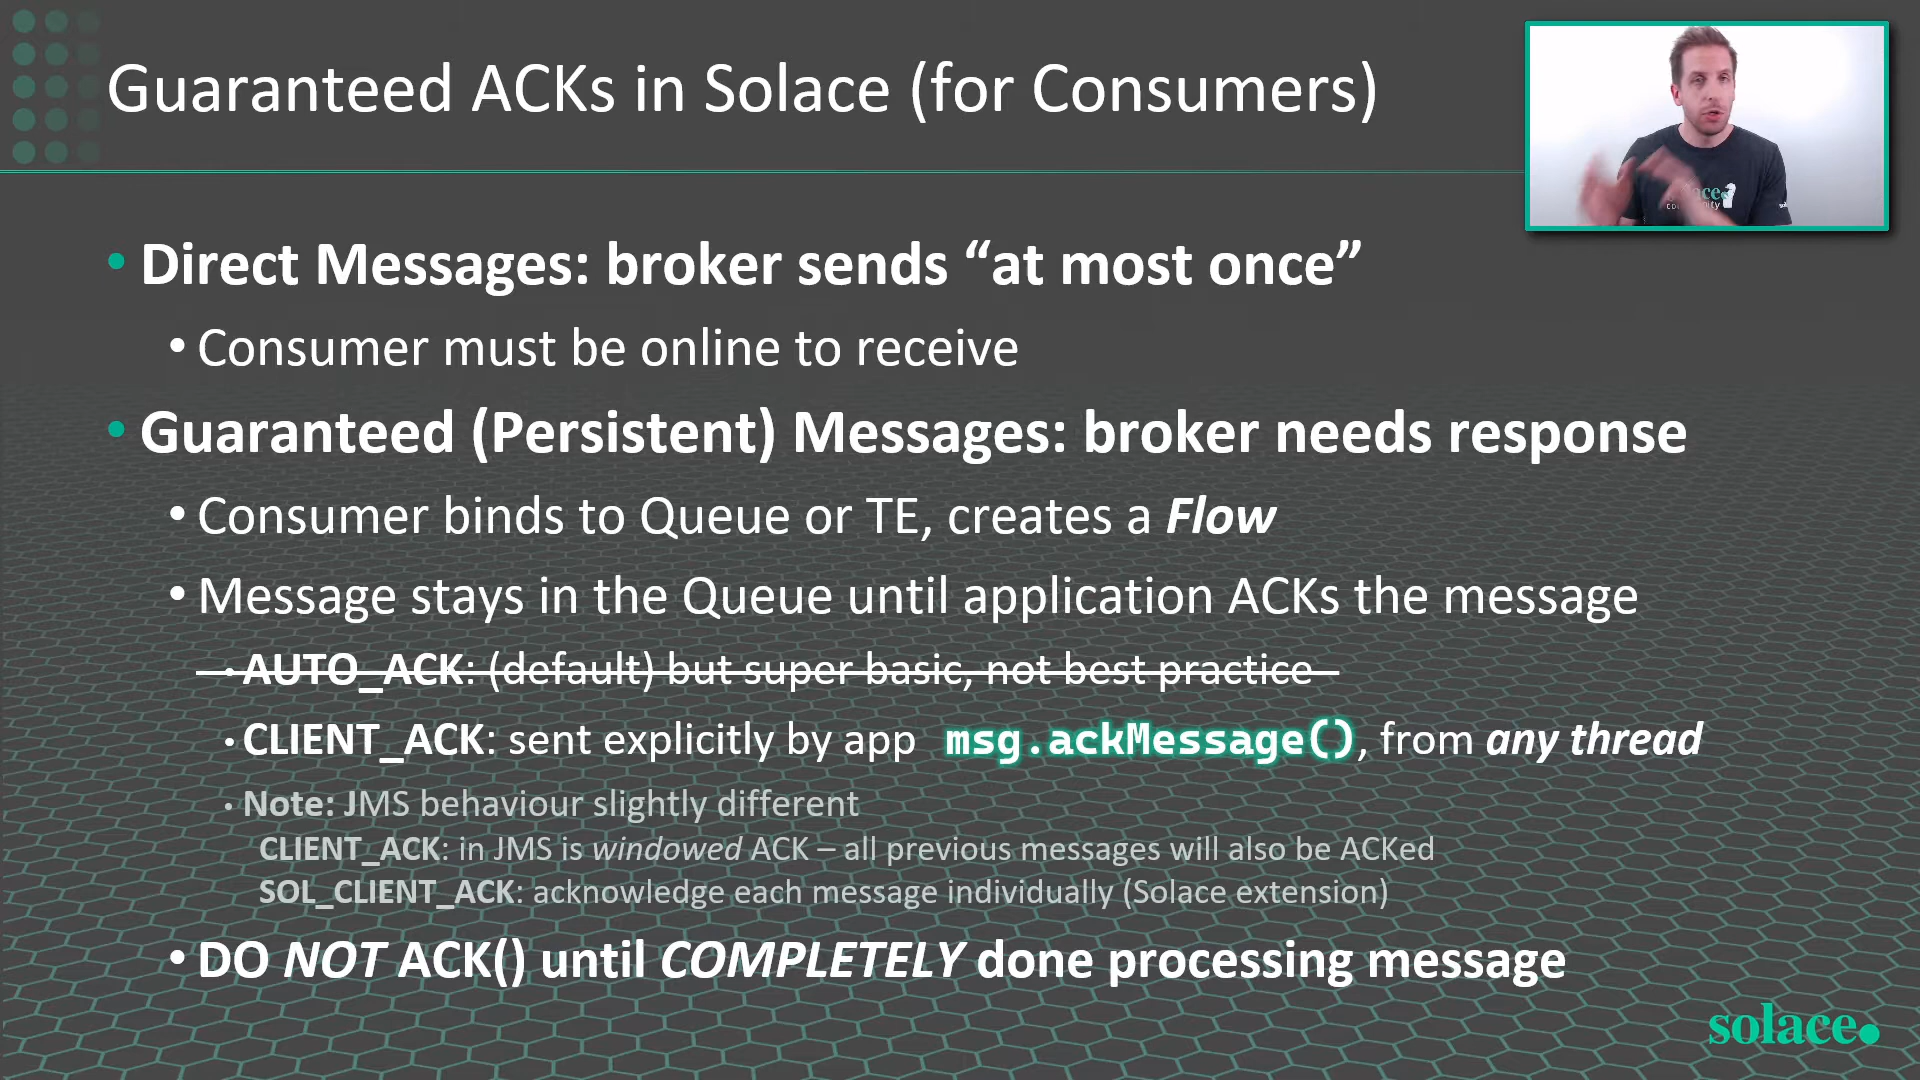 Guaranteed ACKs in Solace (for Consumers)
• Direct Messages: broker sends “at most once”
• Consumer must be online to receive
• Guaranteed (Persistent) Messages: broker needs response
• Consumer binds to Queue or TE, creates a Flow
• Message stays in the Queue until application ACKs the message
• AUTO_ACK: (default) but super basic, not best practice
• CLIENT_ACK: sent explicitly by app msg.ackMessage(), from any thread
• Note: JMS behaviour slightly different
CLIENT_ACK: in JMS is windowed ACK – all previous messages will also be ACKed
SOL_CLIENT_ACK: acknowledge each message individually (Solace extension)
• DO NOT ACK() until COMPLETELY done processing message
solace.